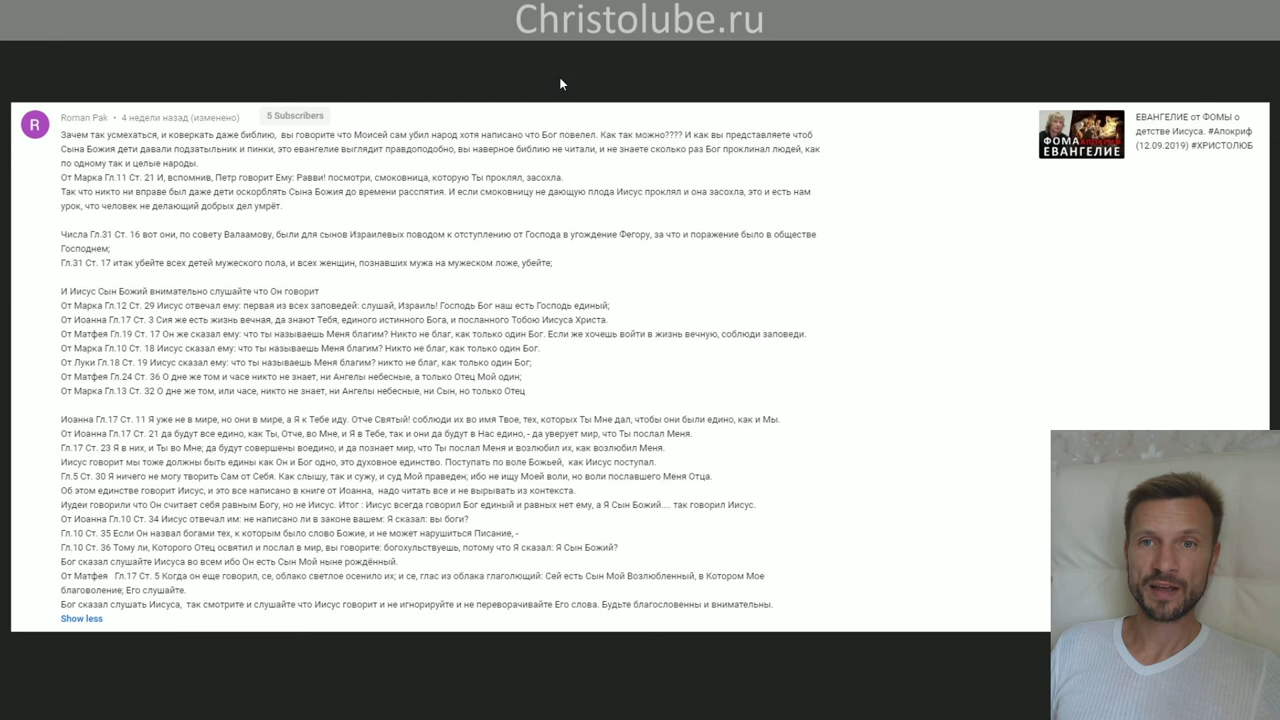 Christolube.ru
Roman Pak • 4 недели назад (изменено) 5 Subscribers
Зачем так усмехаться, и коверкать даже библию, вы говорите что Моисей сам убил народ хотя написано что Бог повелел. Как так можно???? И как вы представляете чтоб
Сына Божия дети давали подзатыльник и пинки, это евангелие выглядит правдоподобно, вы наверное библию не читали, и не знаете сколько раз Бог проклинал людей, как
по одному так и целые народы.
От Марка Гл.11 Ст. 21 И, вспомнив, Петр говорит Ему: Равви! посмотри, смоковница, которую Ты проклял, засохла.
Так что никто ни вправе был даже дети оскорблять Сына Божия до времени распятия. И если смоковницу не дающую плода Иисус проклял и она засохла, это и есть нам
урок, что человек не делающий добрых дел умрёт.
Числа Гл.31 Ст. 16 вот они, по совету Валаамову, были для сынов Израилевых поводом к отступлению от Господа в угождение Фегору, за что и поражение было в обществе
Господнем;
Гл.31 Ст. 17 итак убейте всех детей мужеского пола, и всех женщин, познавших мужа на мужеском ложе, убейте;
И Иисус Сын Божий внимательно слушайте что Он говорит
От Марка Гл.12 Ст. 29 Иисус отвечал ему: первая из всех заповедей: слушай, Израиль! Господь Бог наш есть Господь единый;
От Иоанна Гл.17 Ст. 3 Сия же есть жизнь вечная, да знают Тебя, единого истинного Бога, и посланного Тобою Иисуса Христа.
От Матфея Гл.19 Ст. 17 Он же сказал ему: что ты называешь Меня благим? Никто не благ, как только один Бог. Если же хочешь войти в жизнь вечную, соблюди заповеди.
От Марка Гл.10 Ст. 18 Иисус сказал ему: что ты называешь Меня благим? Никто не благ, как только один Бог.
От Луки Гл.18 Ст. 19 Иисус сказал ему: что ты называешь Меня благим? никто не благ, как только один Бог;
От Матфея Гл.24 Ст. 36 О дне же том и часе никто не знает, ни Ангелы небесные, а только Отец Мой один;
От Марка Гл.13 Ст. 32 О дне же том, или часе, никто не знает, ни Ангелы небесные, ни Сын, но только Отец
Иоанна Гл.17 Ст. 11 Я уже не в мире, но они в мире, а Я к Тебе иду. Отче Святый! соблюди их во имя Твое, тех, которых Ты Мне дал, чтобы они были едино, как и Мы.
От Иоанна Гл.17 Ст. 21 да будут все едино, как Ты, Отче, во Мне, и Я в Тебе, так и они да будут в Нас едино, - да уверует мир, что Ты послал Меня.
Гл.17 Ст. 23 Я в них, и Ты во Мне; да будут совершены воедино, и да познает мир, что Ты послал Меня и возлюбил их, как возлюбил Меня.
Иисус говорит мы тоже должны быть едины как Он и Бог одно, это духовное единство. Поступать по воле Божьей, как Иисус поступал.
Гл.5 Ст. 30 Я ничего не могу творить Сам от Себя. Как слышу, так и сужу, и суд Мой праведен; ибо не ищу Моей воли, но воли пославшего Меня Отца.
Об этом единстве говорит Иисус, и это все написано в книге от Иоанна, надо читать все и не вырывать из контекста.
Иудеи говорили что Он считает себя равным Богу, но не Иисус. Итог : Иисус всегда говорил Бог единый и равных нет ему, а Я Сын Божий.... так говорил Иисус.
От Иоанна Гл.10 Ст. 34 Иисус отвечал им: не написано ли в законе вашем: Я сказал: вы боги?
Гл.10 Ст. 35 Если Он назвал богами тех, к которым было слово Божие, и не может нарушиться Писание, -
Гл.10 Ст. 36 Тому ли, Которого Отец освятил и послал в мир, вы говорите: богохульствуешь, потому что Я сказал: Я Сын Божий?
Бог сказал слушайте Иисуса во всем ибо Он есть Сын Мой ныне рождённый.
От Матфея Гл.17 Ст. 5 Когда он еще говорил, се, облако светлое осенило их; и се, глас из облака глаголющий: Сей есть Сын Мой Возлюбленный, в Котором Мое
благоволение; Его слушайте.
Бог сказал слушать Иисуса, так смотрите и слушайте что Иисус говорит и не игнорируйте и не переворачивайте Его слова. Будьте благословенны и внимательны.
Show less
R
ФОМА АПОКРИФ
ЕВАНГЕЛИЕ
ЕВАНГЕЛИЕ от ФОМЫ о
детстве Иисуса. #Апокриф
(12.09.2019) #ХРИСТОЛЮБ